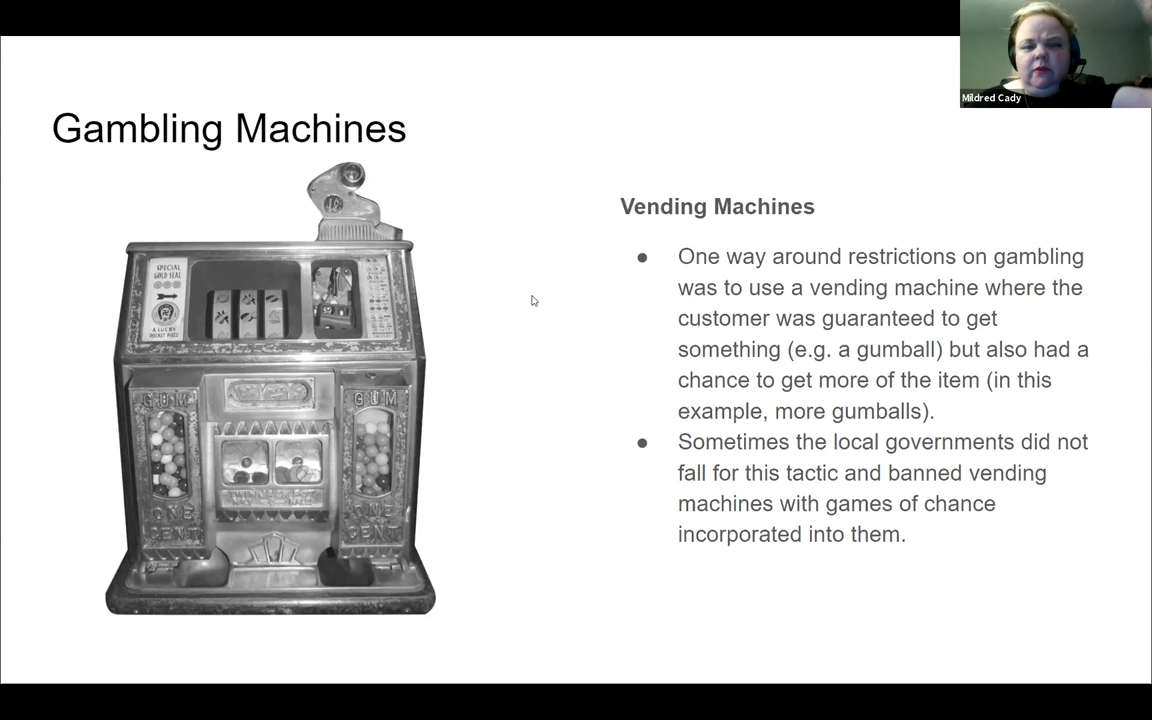 Mildred Cady
Gambling Machines
SPECIAL
GOLD SEAL
A LUCKY
GUM
GUM
ONE
CENT
ONE
CENT
Vending Machines
● One way around restrictions on gambling
was to use a vending machine where the
customer was guaranteed to get
something (e.g. a gumball) but also had a
chance to get more of the item (in this
example, more gumballs).
● Sometimes the local governments did not
fall for this tactic and banned vending
machines with games of chance
incorporated into them.